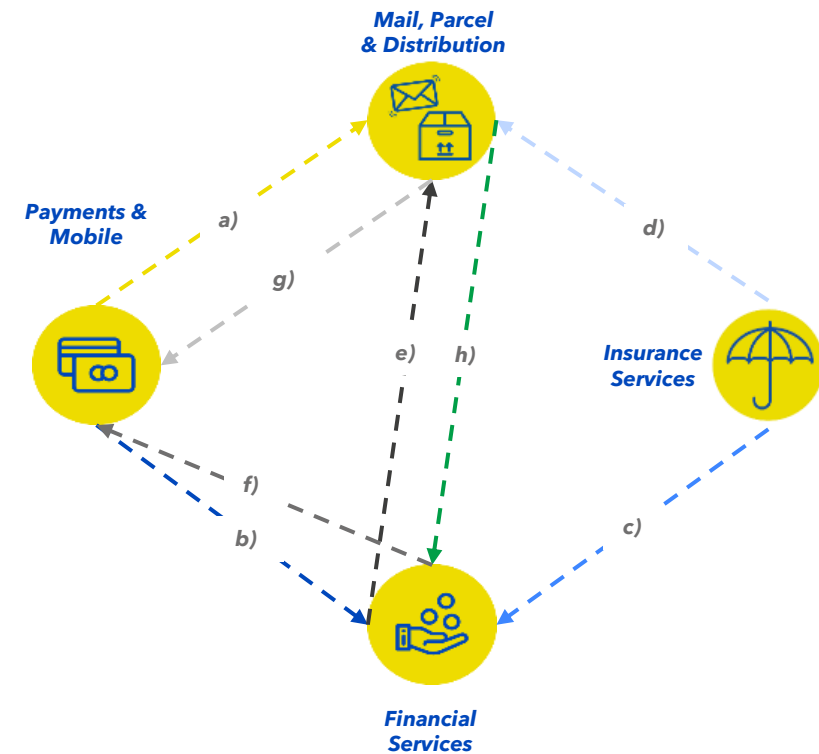 Mail, Parcel
& Distribution
Payments &
Mobile
a)
d)
g)
e)
h)
Insurance
Services
f)
b)
c)
Financial
Services